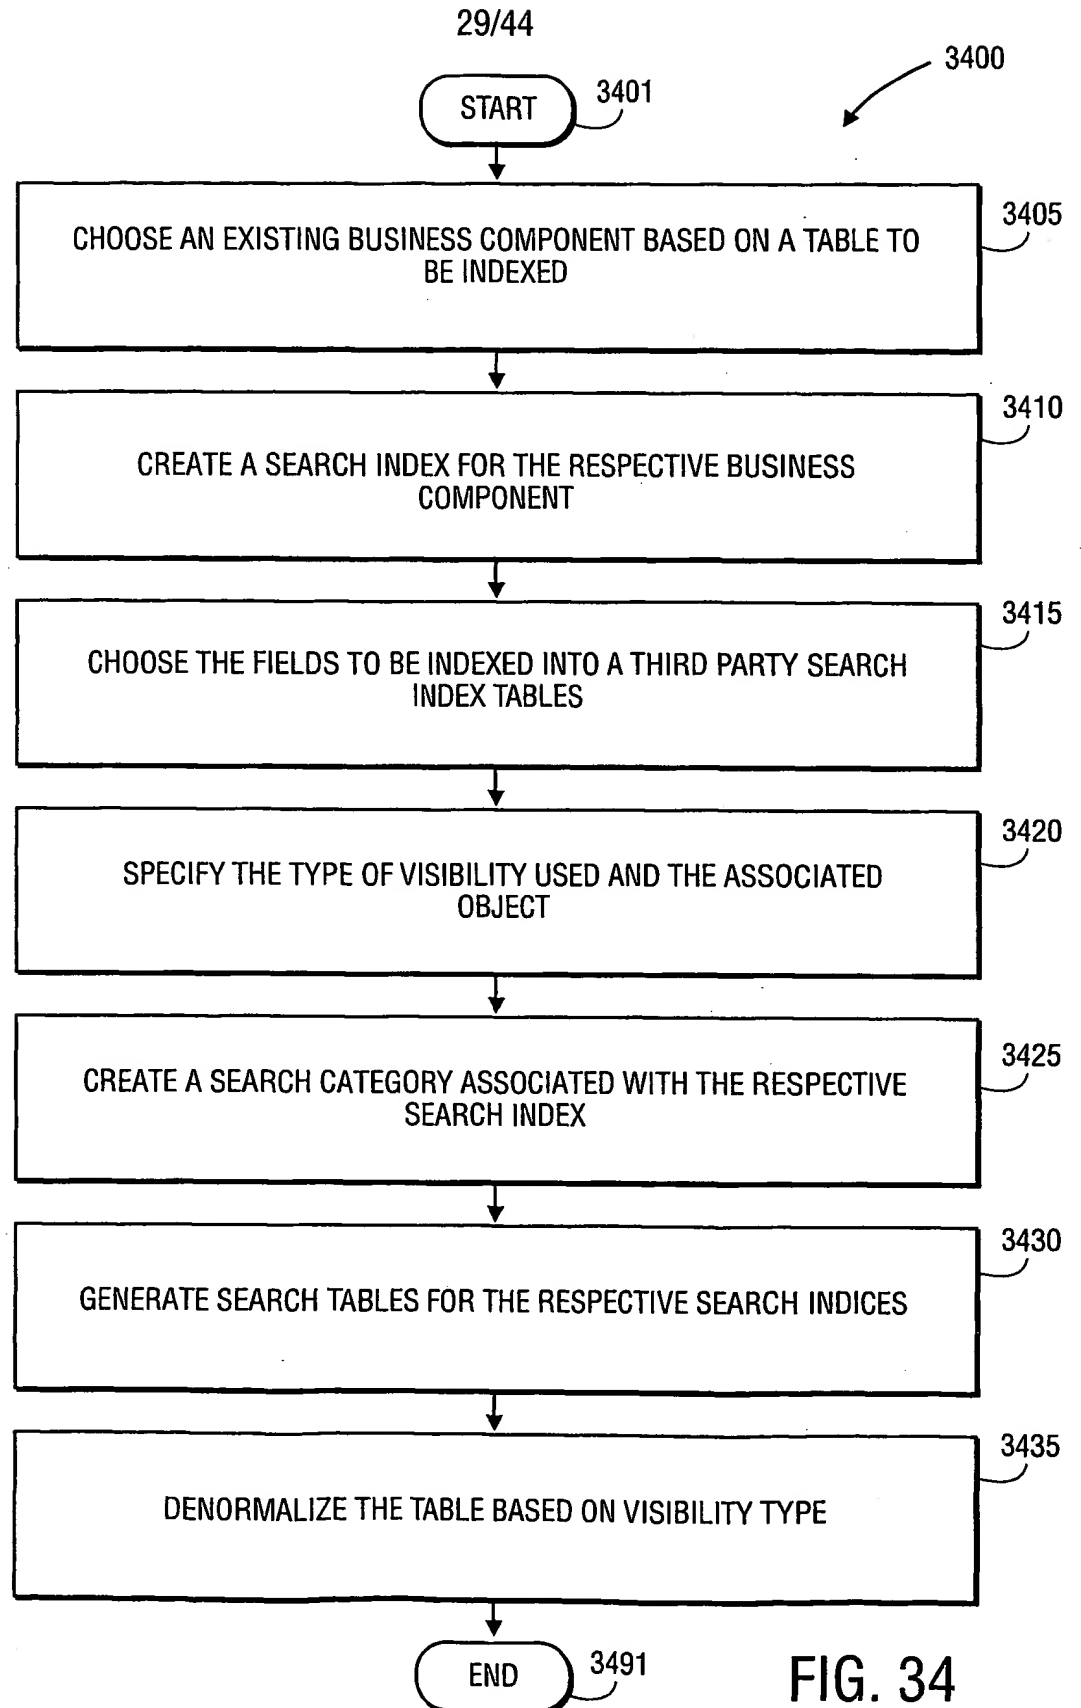 29/44
3400
START
3401
3405
CHOOSE AN EXISTING BUSINESS COMPONENT BASED ON A TABLE TO
BE INDEXED
3410
CREATE A SEARCH INDEX FOR THE RESPECTIVE BUSINESS
COMPONENT
3415
CHOOSE THE FIELDS TO BE INDEXED INTO A THIRD PARTY SEARCH
INDEX TABLES
3420
SPECIFY THE TYPE OF VISIBILITY USED AND THE ASSOCIATED
OBJECT
3425
CREATE A SEARCH CATEGORY ASSOCIATED WITH THE RESPECTIVE
SEARCH INDEX
3430
GENERATE SEARCH TABLES FOR THE RESPECTIVE SEARCH INDICES
3435
DENORMALIZE THE TABLE BASED ON VISIBILITY TYPE
END
3491
FIG. 34